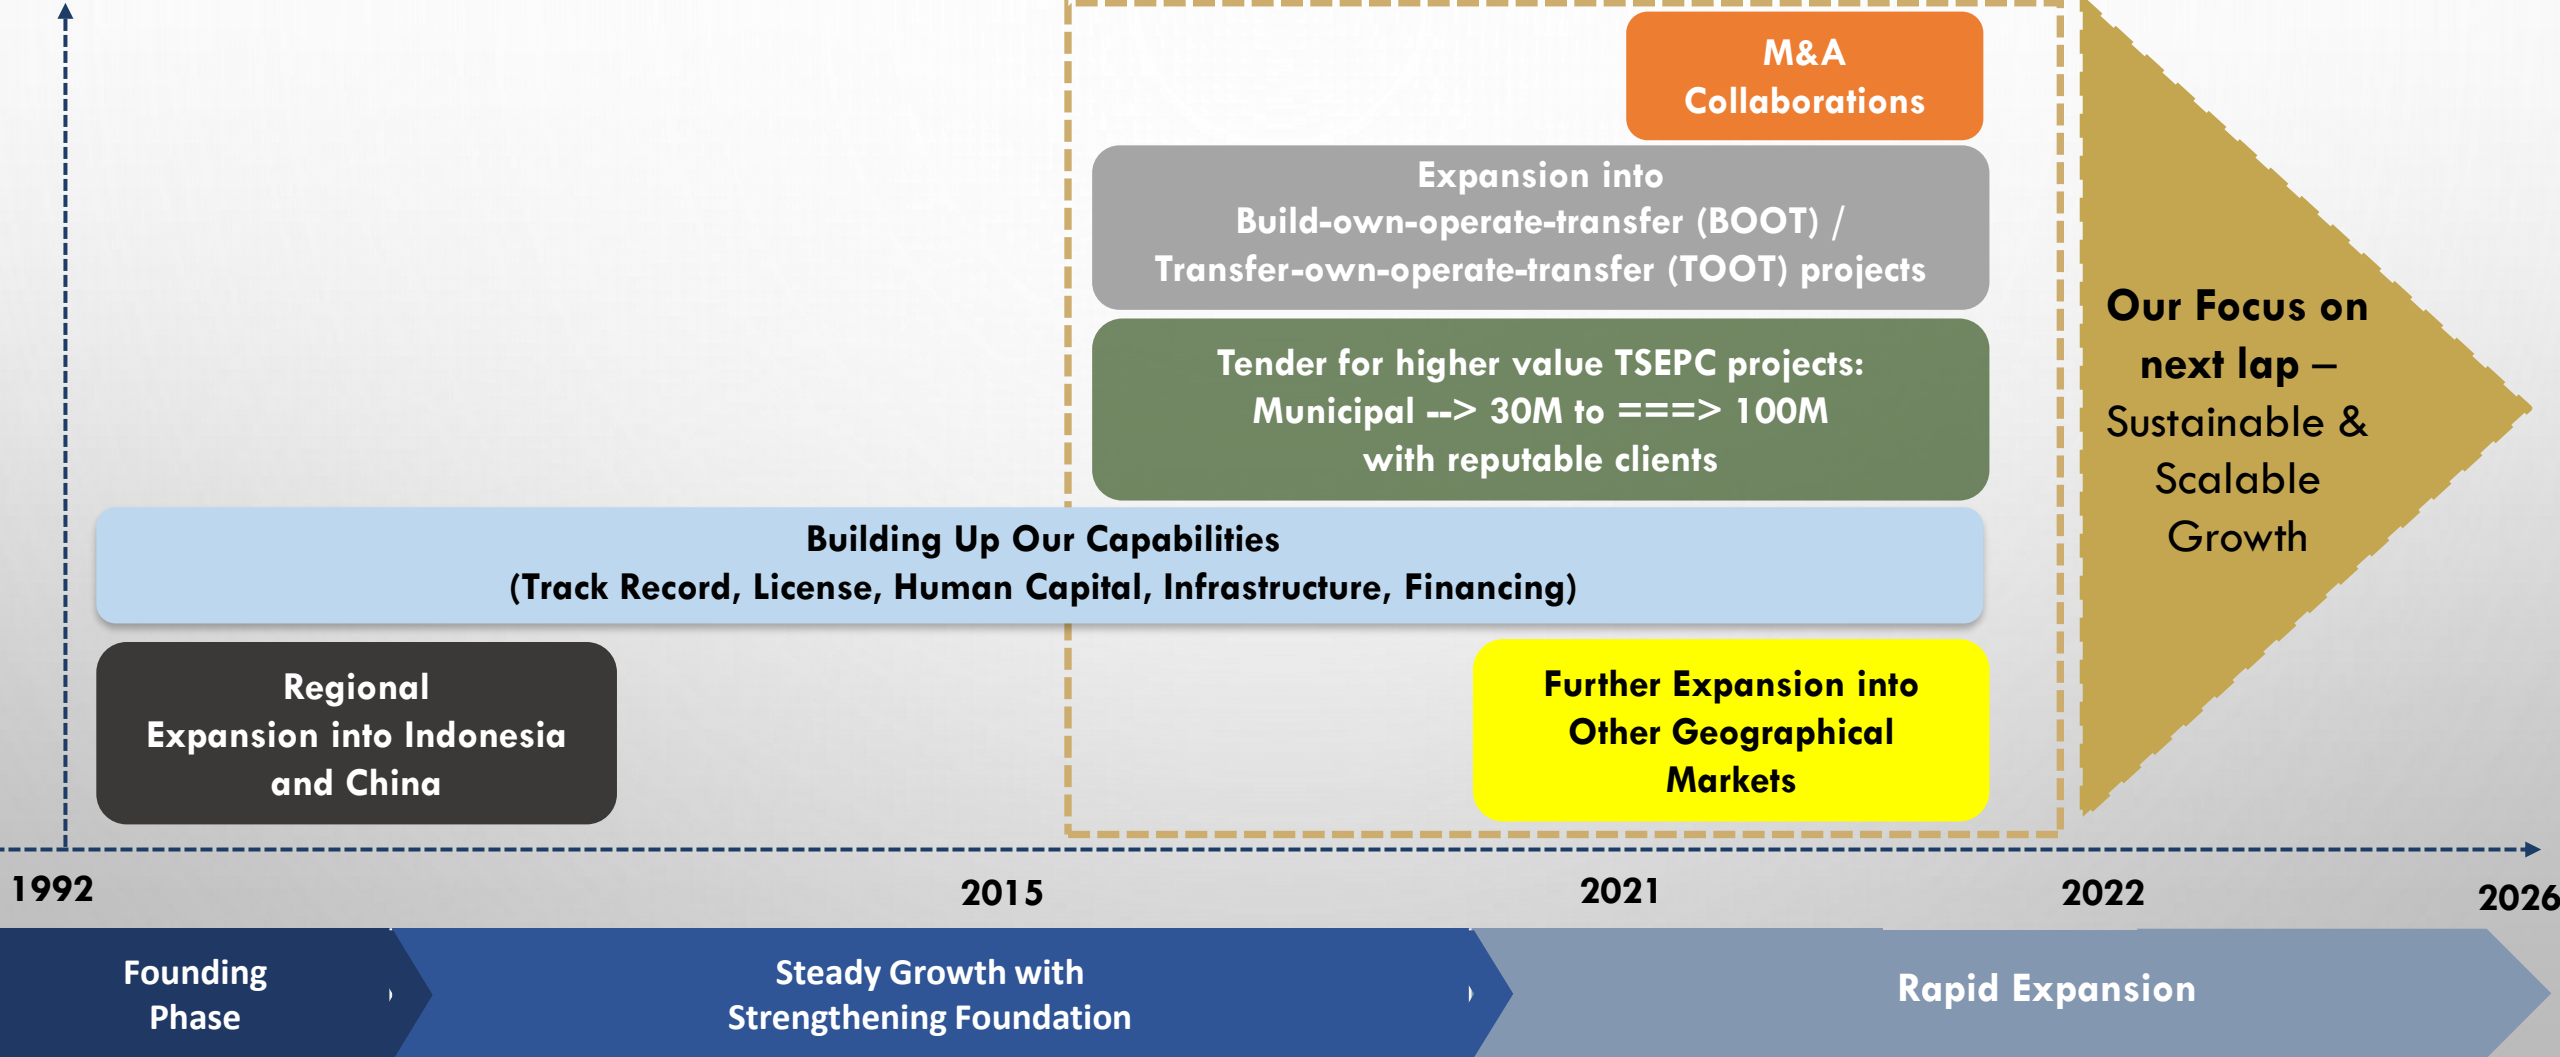 M&A
Collaborations
Expansion into
Build-own-operate-transfer (BOOT) /
Transfer-own-operate-transfer (TOOT) projects
Tender for higher value TSEPC projects:
Municipal --> 30M to ===> 100M
with reputable clients
Building Up Our Capabilities
(Track Record, License, Human Capital, Infrastructure, Financing)
Regional
Expansion into Indonesia
and China
Further Expansion into
Other Geographical
Markets
Our Focus on
next lap –
Sustainable &
Scalable
Growth
1992
2015
2021
2022
2026
Founding
Phase
Steady Growth with
Strengthening Foundation
Rapid Expansion